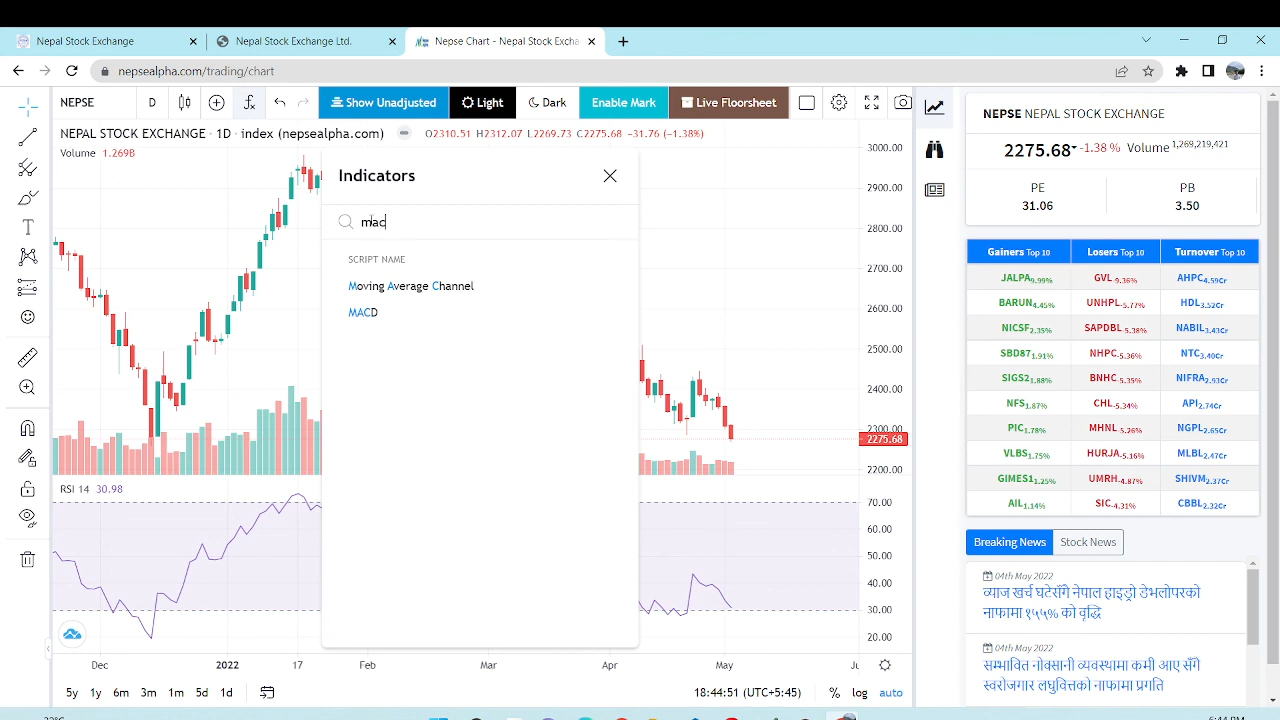 Nepal Stock Exchange
Nepal Stock Exchange Ltd.
Nepse Chart - Nepal Stock Excha
nepsealpha.com/trading/chart
NEPSE D Show Unadjusted Light Dark Enable Mark Live Floorsheet
NEPAL STOCK EXCHANGE · 1D · index (nepsealpha.com) O2310.51 H2312.07 L2269.73 C2275.68 -31.76 (-1.38%)
Volume 1.269B
3000.00
2900.00
2800.00
2700.00
2600.00
2500.00
2400.00
2300.00
2275.68
2200.00
Indicators
mac
SCRIPT NAME
Moving Average Channel
MACD
RSI 14 30.98
70.00
60.00
50.00
40.00
30.00
20.00
Dec 2022 17 Feb Mar Apr May
5y 1y 6m 3m 1m 5d 1d
18:44:51 (UTC+5:45) % log auto
NEPSE NEPAL STOCK EXCHANGE
2275.68 -1.38 % Volume 1,269,219,421
PE PB
31.06 3.50
Gainers Top 10 Losers Top 10 Turnover Top 10
JALPA 9.99% GVL -9.36% AHPC 4.59Cr
BARUN 4.45% UNHPL -5.77% HDL 3.52Cr
NICSF 2.35% SAPDBL -5.38% NABIL 3.43Cr
SBD87 1.91% NHPC -5.36% NTC 3.40Cr
SIGS2 1.88% BNHC -5.35% NIFRA 2.93Cr
NFS 1.87% CHL -5.34% API 2.74Cr
PIC 1.78% MHNL -5.26% NGPL 2.65Cr
VLBS 1.75% HURJA -5.16% MLBL 2.47Cr
GIMES1 1.25% UMRH -4.87% SHIVM 2.37Cr
AIL 1.14% SIC -4.31% CBBL 2.32Cr
Breaking News Stock News
04th May 2022
व्याज खर्च घटेसँगै नेपाल हाइड्रो डेभलोपरको
नाफामा १५५% को वृद्धि
04th May 2022
सम्भावित नोक्सानी व्यवस्थामा कमी आए सँगै
स्वरोजगार लघुवित्तको नाफामा प्रगति